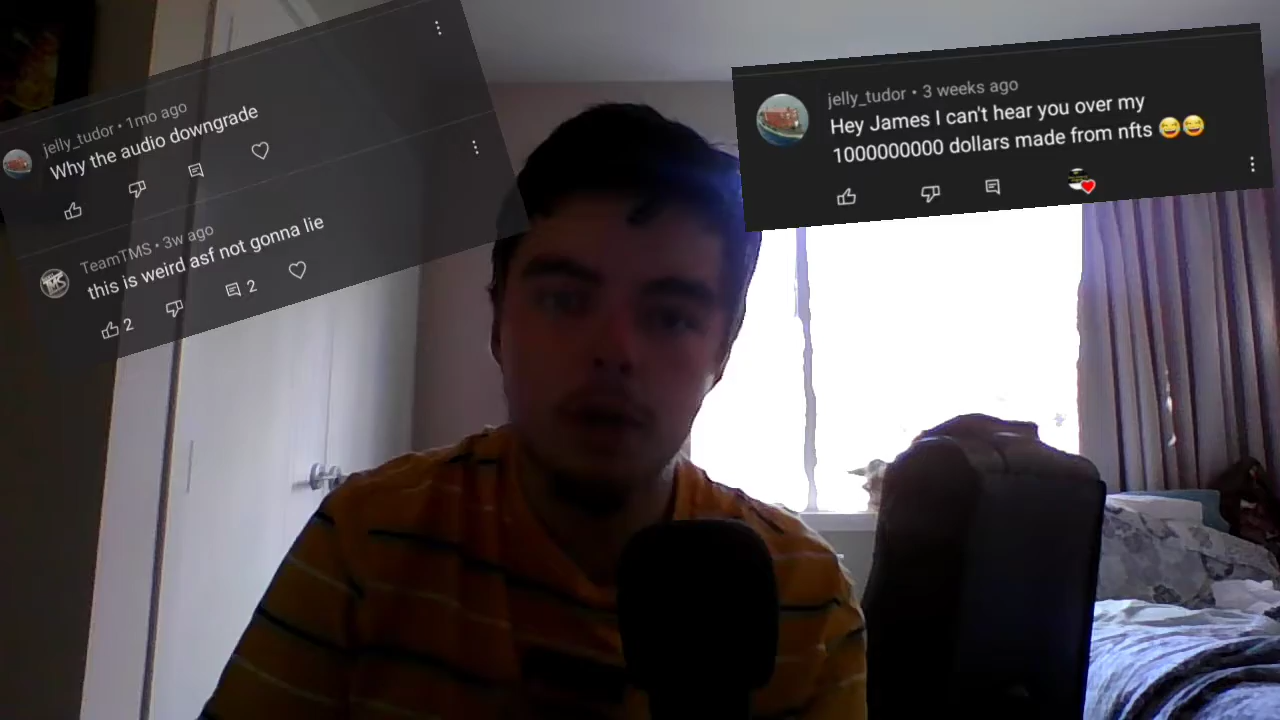 jelly_tudor • 1mo ago
Why the audio downgrade
TeamTMS • 3w ago
this is weird asf not gonna lie
2
2
jelly_tudor • 3 weeks ago
Hey James I can't hear you over my
1000000000 dollars made from nfts 😂😂